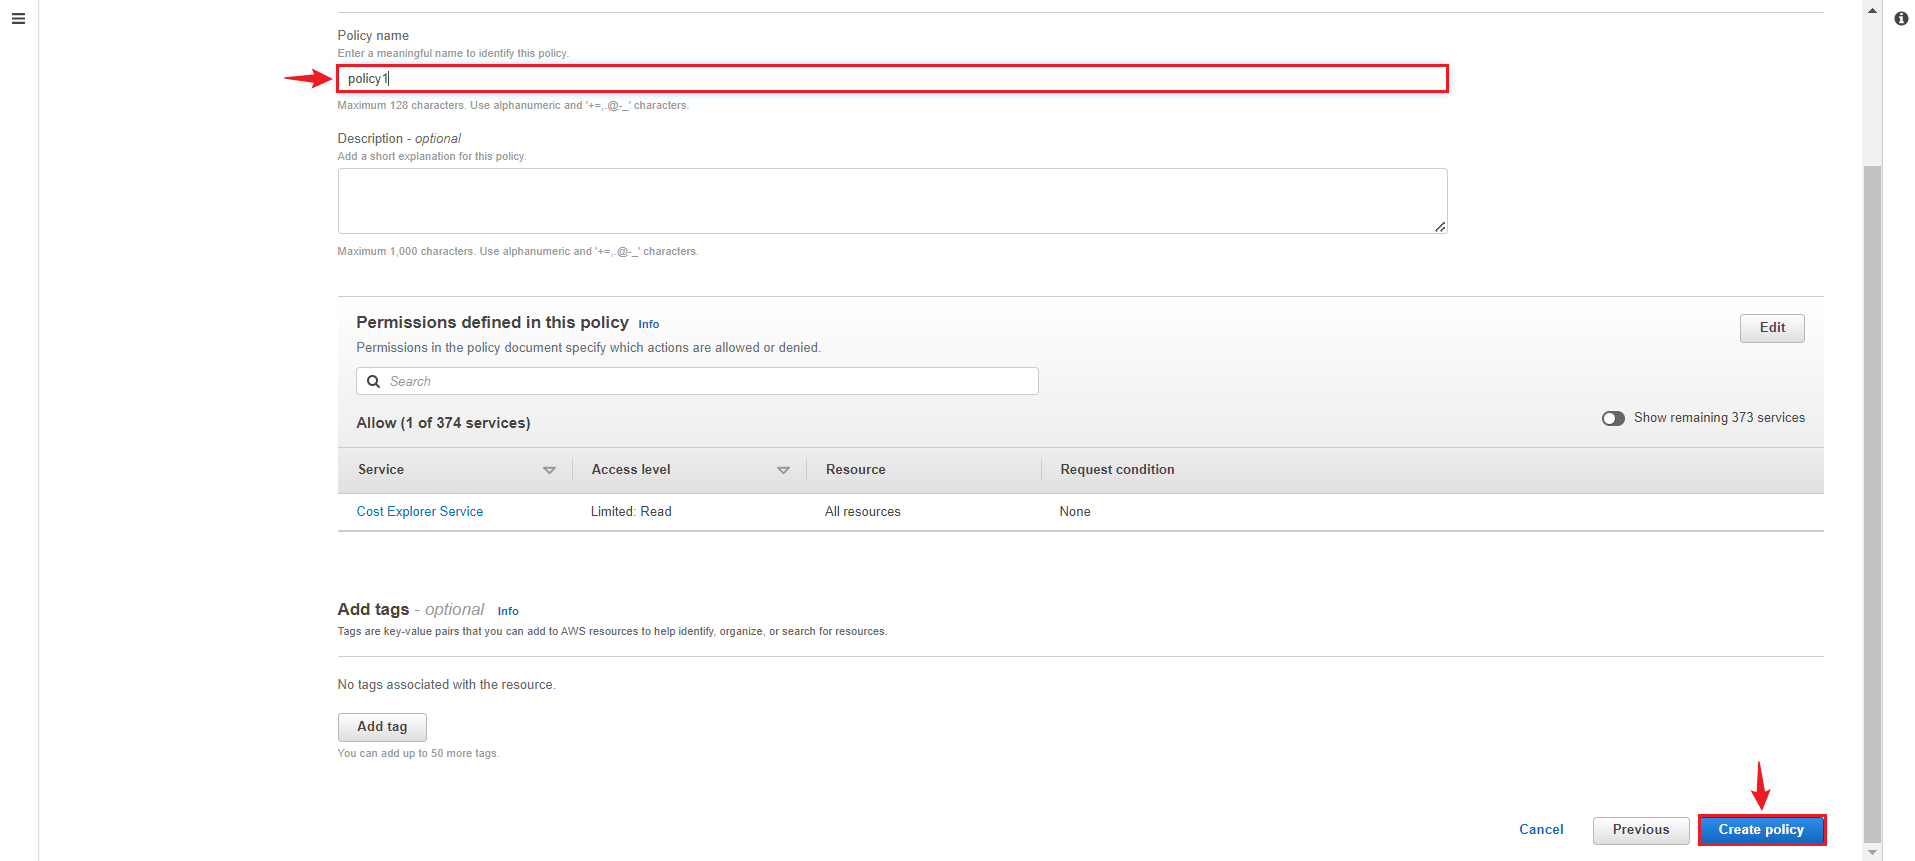 Policy name
Enter a meaningful name to identify this policy.
policy1
Maximum 128 characters. Use alphanumeric and '+=,.@-_' characters.
Description - optional
Add a short explanation for this policy.
Maximum 1,000 characters. Use alphanumeric and '+=,.@-_' characters.
Permissions defined in this policy Info
Edit
Permissions in the policy document specify which actions are allowed or denied.
Search
Allow (1 of 374 services)
Show remaining 373 services
Service Access level Resource Request condition
Cost Explorer Service Limited: Read All resources None
Add tags - optional Info
Tags are key-value pairs that you can add to AWS resources to help identify, organize, or search for resources.
No tags associated with the resource.
Add tag
You can add up to 50 more tags.
Cancel Previous Create policy